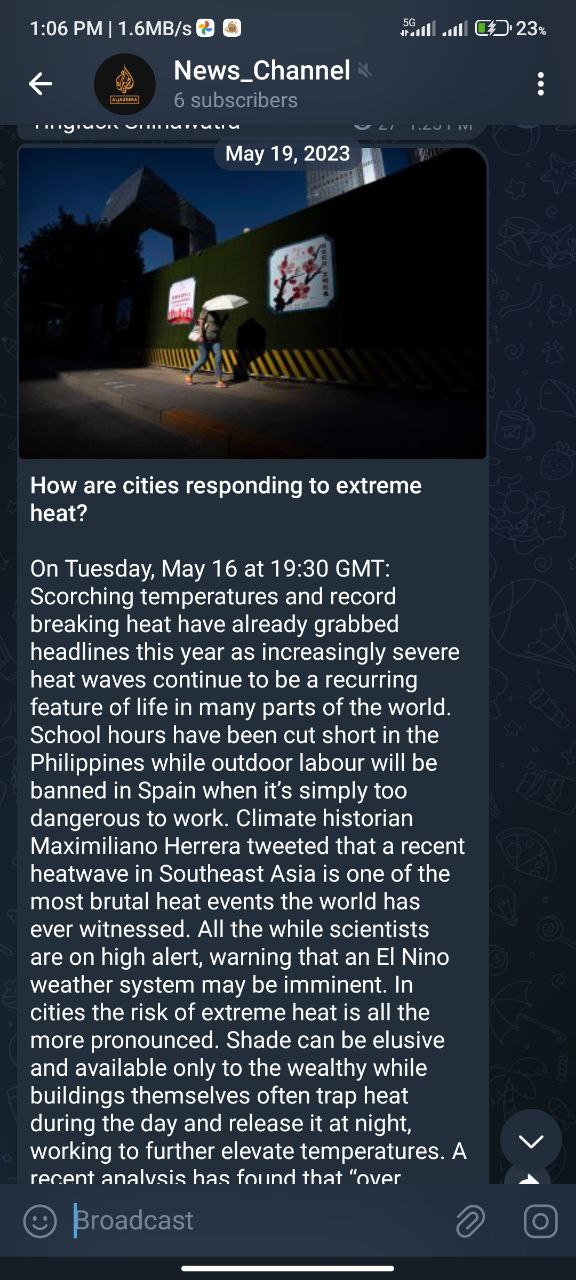 1:06 PM | 1.6MB/s
5G
23%
ALJAZEERA
News_Channel
6 subscribers
27 1:23 PM
May 19, 2023
How are cities responding to extreme
heat?
On Tuesday, May 16 at 19:30 GMT:
Scorching temperatures and record
breaking heat have already grabbed
headlines this year as increasingly severe
heat waves continue to be a recurring
feature of life in many parts of the world.
School hours have been cut short in the
Philippines while outdoor labour will be
banned in Spain when it’s simply too
dangerous to work. Climate historian
Maximiliano Herrera tweeted that a recent
heatwave in Southeast Asia is one of the
most brutal heat events the world has
ever witnessed. All the while scientists
are on high alert, warning that an El Nino
weather system may be imminent. In
cities the risk of extreme heat is all the
more pronounced. Shade can be elusive
and available only to the wealthy while
buildings themselves often trap heat
during the day and release it at night,
working to further elevate temperatures. A
recent analysis has found that “over
Broadcast